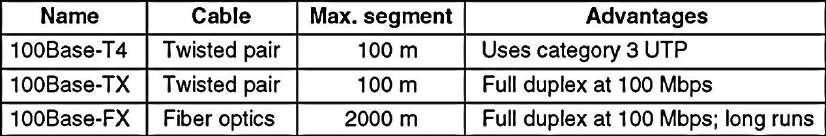 Name Cable Max. segment Advantages
100Base-T4 Twisted pair 100 m Uses category 3 UTP
100Base-TX Twisted pair 100 m Full duplex at 100 Mbps
100Base-FX Fiber optics 2000 m Full duplex at 100 Mbps; long runs